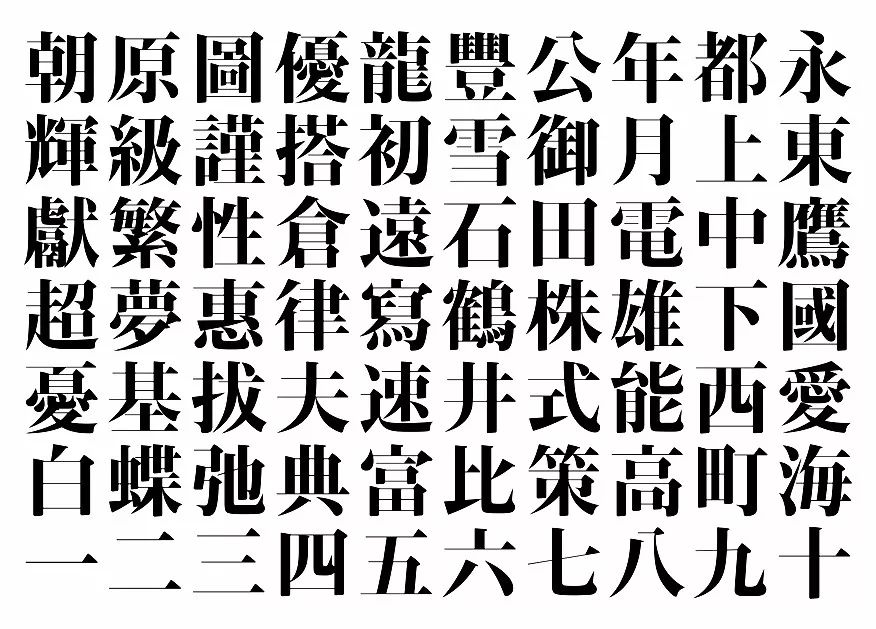 朝原圖優龍豐公年都永
輝級謹搭初雪御月上東
獻繁性倉遠石田電中鷹
超夢惠律寫鶴株雄下國
憂基拔夫速井式能西愛
白蝶弛典富比策高町海
一二三四五六七八九十